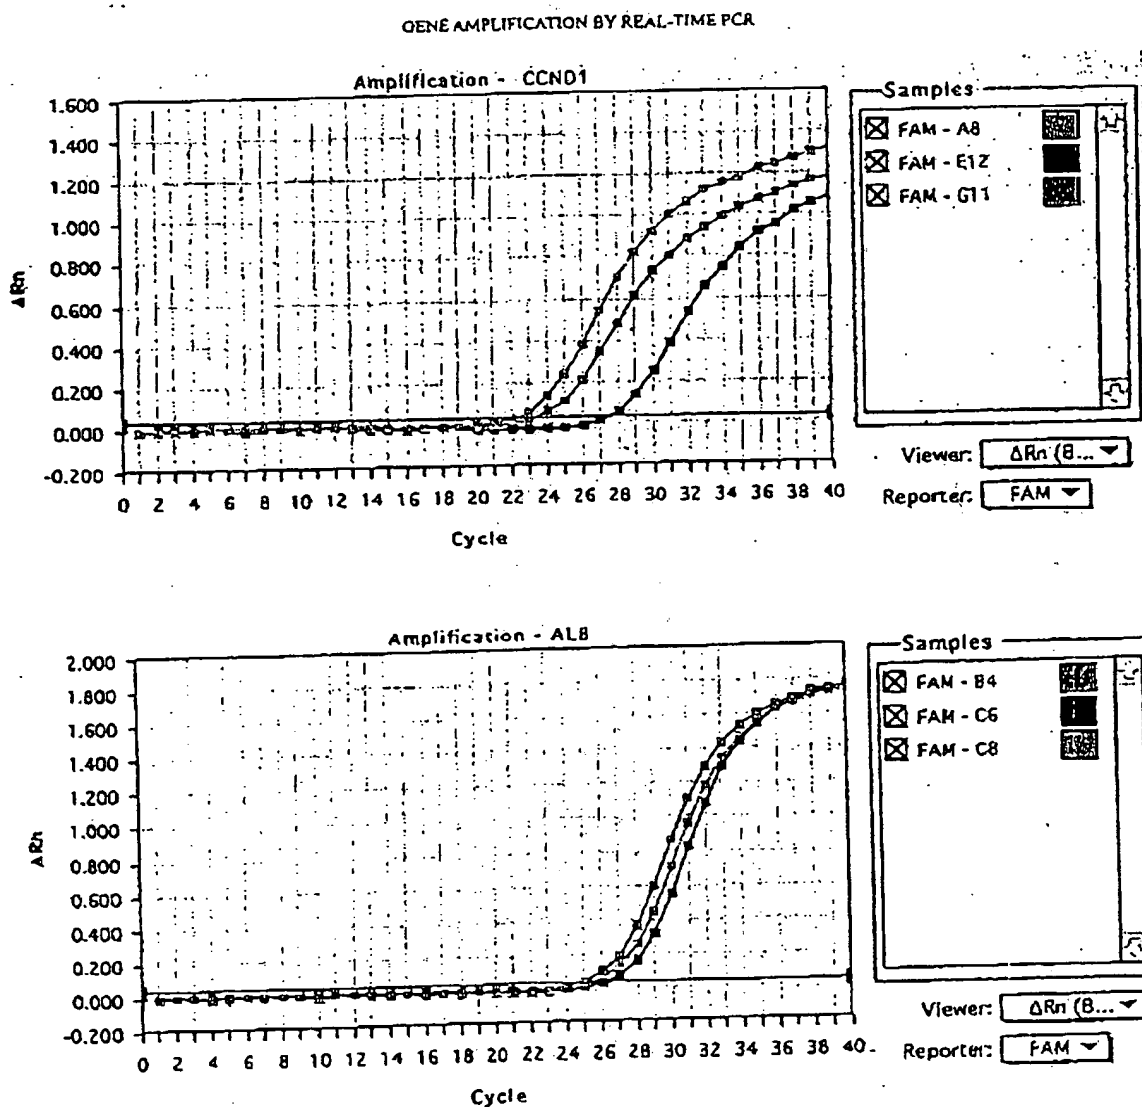 GENE AMPLIFICATION BY REAL-TIME PCR
Amplification - CCND1
1.600
1.400
1.200
1.000
0.800
0.600
0.400
0.200
0.000
-0.200
ΔRn
0 2 4 6 8 10 12 14 16 18 20 22 24 26 28 30 32 34 36 38 40
Cycle
Samples
FAM - A8
FAM - E12
FAM - G11
Viewer: ΔRn (B...
Reporter: FAM
Amplification - ALB
2.000
1.800
1.600
1.400
1.200
1.000
0.800
0.600
0.400
0.200
0.000
-0.200
ΔRn
0 2 4 6 8 10 12 14 16 18 20 22 24 26 28 30 32 34 36 38 40
Cycle
Samples
FAM - B4
FAM - C6
FAM - C8
Viewer: ΔRn (B...
Reporter: FAM